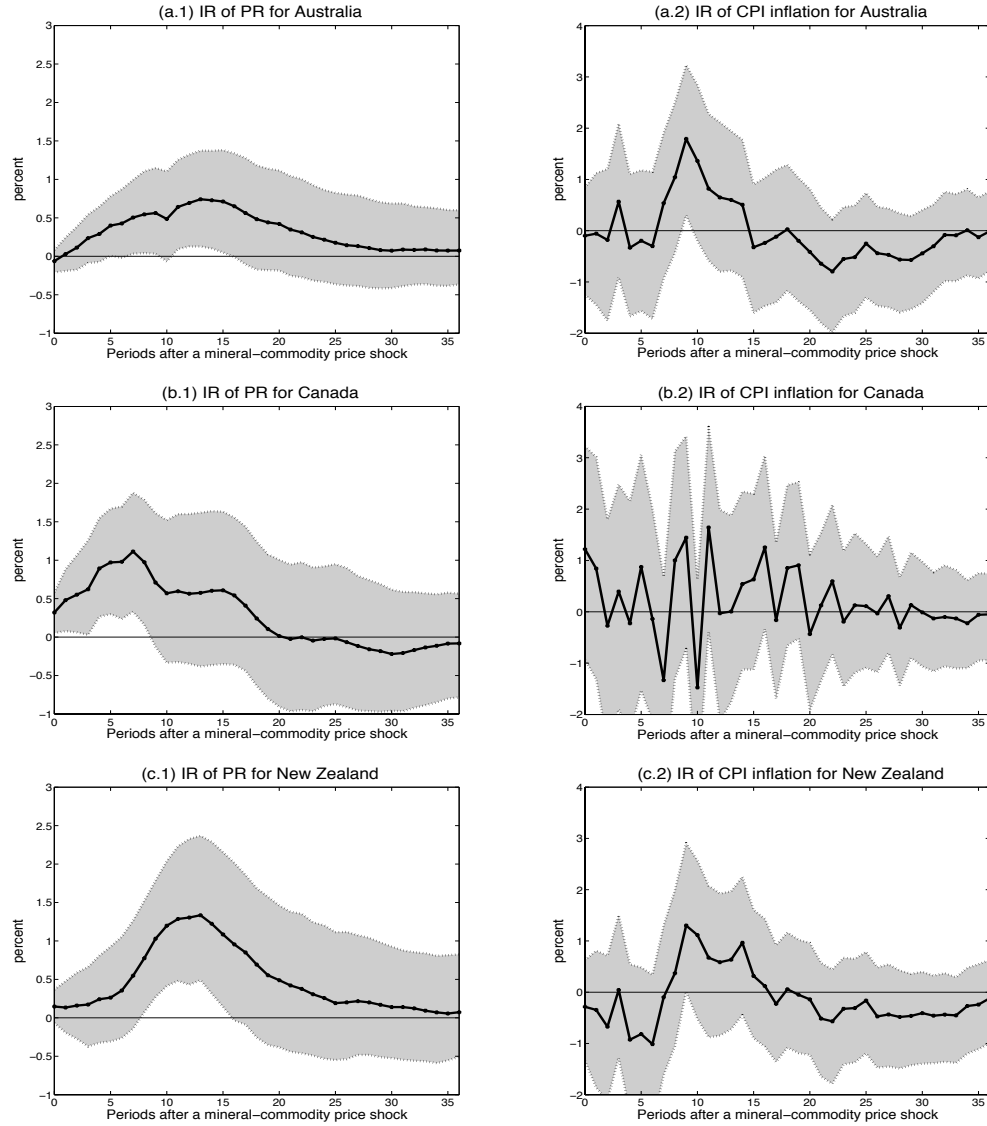 (a.1) IR of PR for Australia
3
2.5
2
1.5
1
0.5
0
−0.5
−1
percent
0 5 10 15 20 25 30 35
Periods after a mineral−commodity price shock
(a.2) IR of CPI inflation for Australia
4
3
2
1
0
−1
−2
percent
0 5 10 15 20 25 30 35
Periods after a mineral−commodity price shock
(b.1) IR of PR for Canada
3
2.5
2
1.5
1
0.5
0
−0.5
−1
percent
0 5 10 15 20 25 30 35
Periods after a mineral−commodity price shock
(b.2) IR of CPI inflation for Canada
4
3
2
1
0
−1
−2
percent
0 5 10 15 20 25 30 35
Periods after a mineral−commodity price shock
(c.1) IR of PR for New Zealand
3
2.5
2
1.5
1
0.5
0
−0.5
−1
percent
0 5 10 15 20 25 30 35
Periods after a mineral−commodity price shock
(c.2) IR of CPI inflation for New Zealand
4
3
2
1
0
−1
−2
percent
0 5 10 15 20 25 30 35
Periods after a mineral−commodity price shock